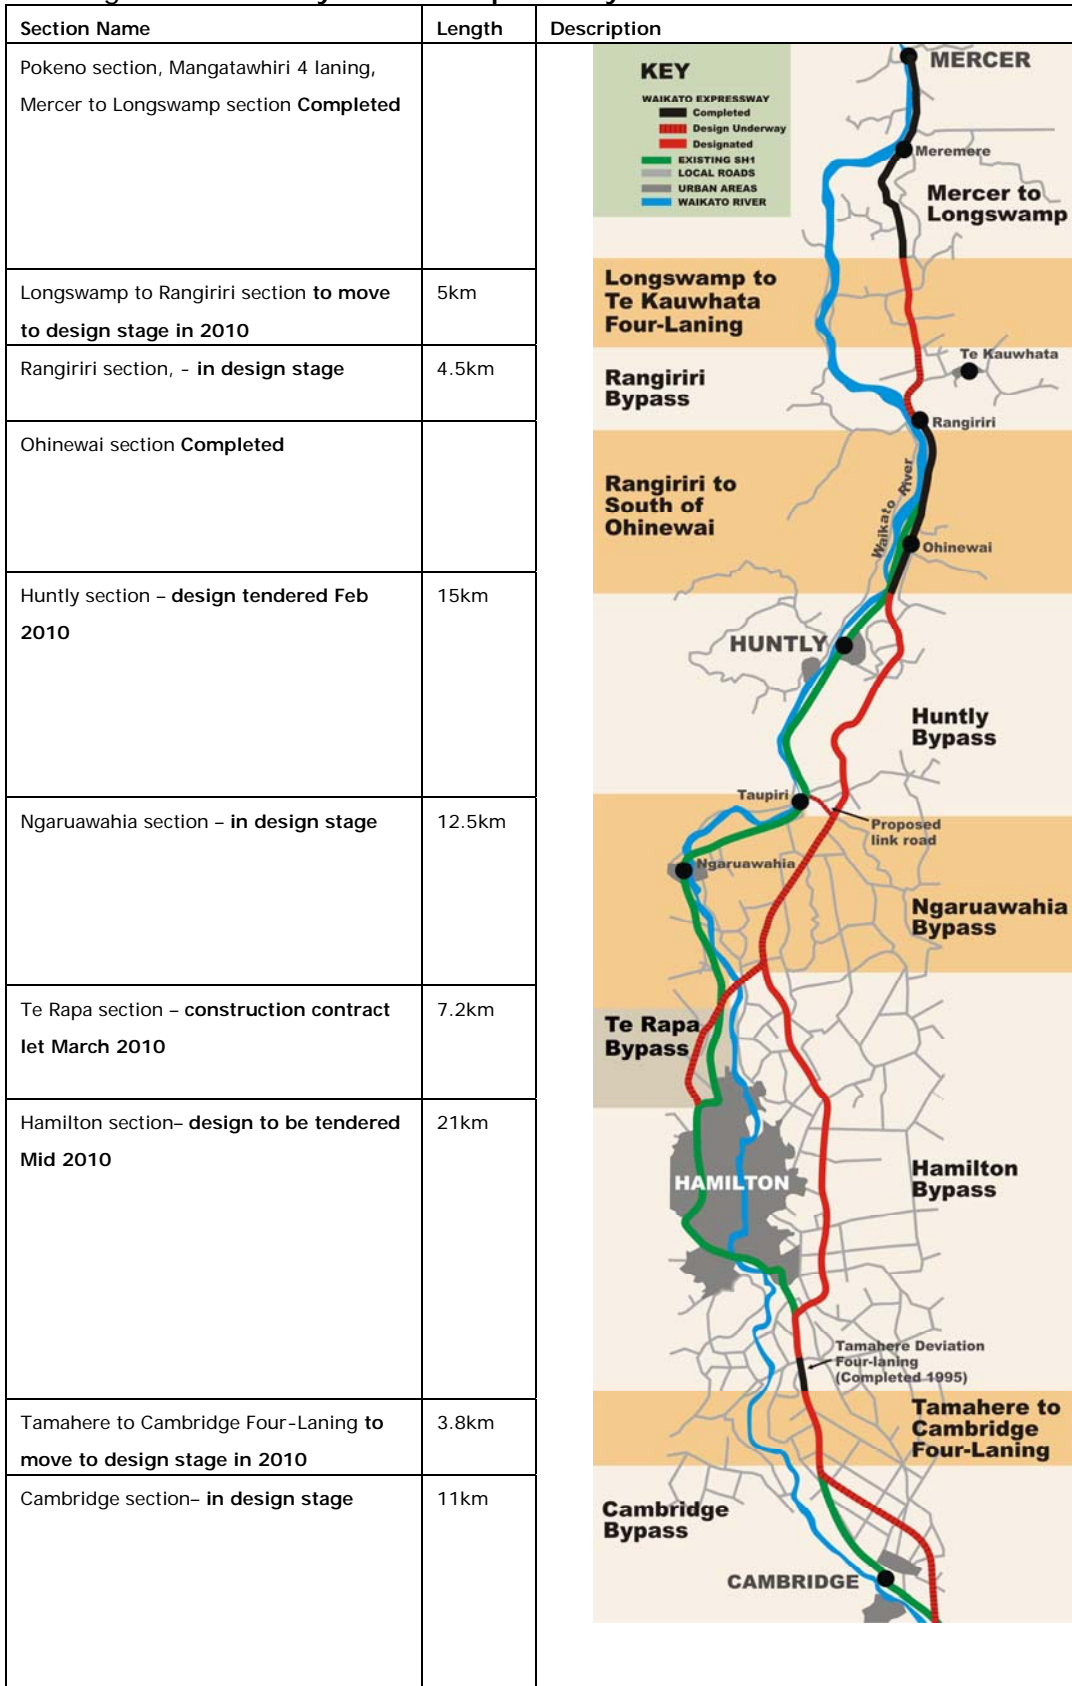 Section Name
Length
Description
Pokeno section, Mangatawhiri 4 laning,
Mercer to Longswamp section Completed
Longswamp to Rangiriri section to move
to design stage in 2010
5km
Rangiriri section, - in design stage
4.5km
Ohinewai section Completed
Huntly section – design tendered Feb
2010
15km
Ngaruawahia section – in design stage
12.5km
Te Rapa section – construction contract
let March 2010
7.2km
Hamilton section– design to be tendered
Mid 2010
21km
Tamahere to Cambridge Four-Laning to
move to design stage in 2010
3.8km
Cambridge section– in design stage
11km
KEY
WAIKATO EXPRESSWAY
Completed
Design Underway
Designated
EXISTING SH1
LOCAL ROADS
URBAN AREAS
WAIKATO RIVER
MERCER
Meremere
Mercer to
Longswamp
Longswamp to
Te Kauwhata
Four-Laning
Te Kauwhata
Rangiriri
Bypass
Rangiriri
Rangiriri to
South of
Ohinewai
Waikato River
Ohinewai
HUNTLY
Huntly
Bypass
Taupiri
Proposed
link road
Ngaruawahia
Ngaruawahia
Bypass
Te Rapa
Bypass
HAMILTON
Hamilton
Bypass
Tamahere Deviation
Four-laning
(Completed 1995)
Tamahere to
Cambridge
Four-Laning
Cambridge
Bypass
CAMBRIDGE